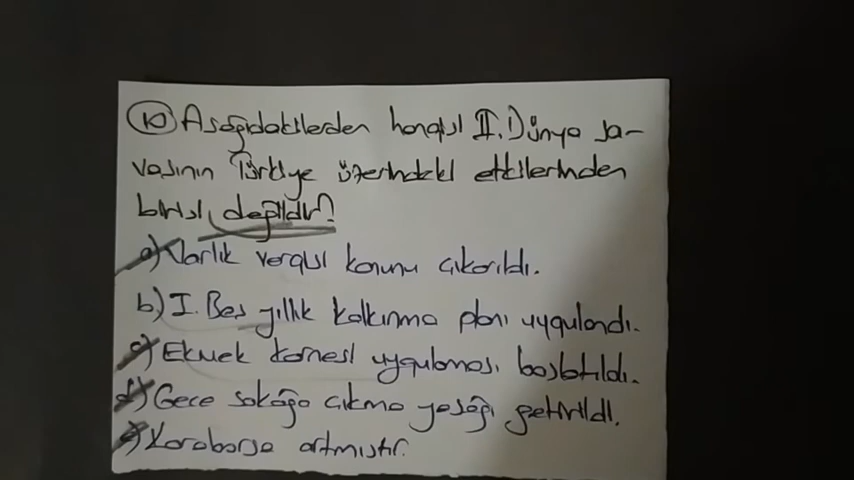 10) Aşağıdakilerden hangisi II. Dünya sa-
vaşının Türkiye üzerindeki etkilerinden
birisi değildir?
a) Varlık vergisi kanunu çıkarıldı.
b) I. Beş yıllık kalkınma planı uygulandı.
c) Ekmek karnesi uygulaması başlatıldı.
d) Gece sokağa çıkma yasağı getirildi.
e) Karaborsa artmıştır.